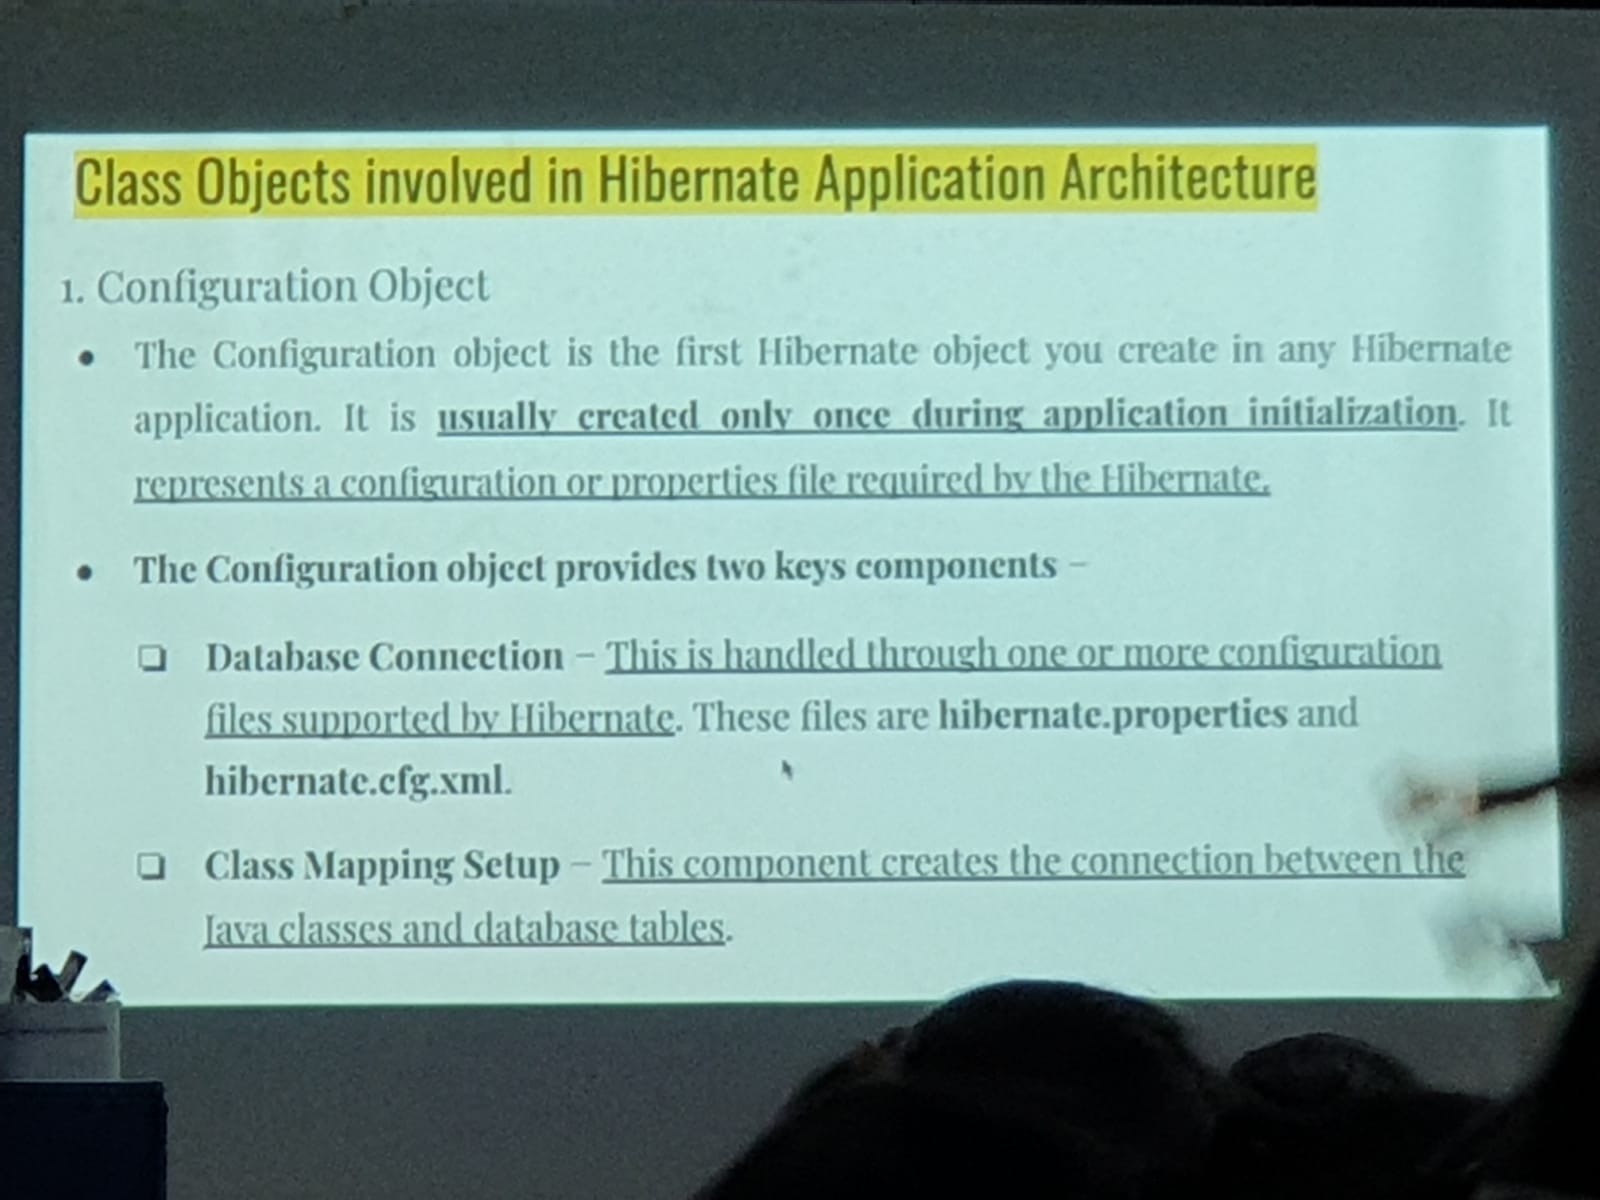 Class Objects involved in Hibernate Application Architecture
1. Configuration Object
● The Configuration object is the first Hibernate object you create in any Hibernate
application. It is usually created only once during application initialization. It
represents a configuration or properties file required by the Hibernate.
● The Configuration object provides two keys components –
❏ Database Connection – This is handled through one or more configuration
files supported by Hibernate. These files are hibernate.properties and
hibernate.cfg.xml.
❏ Class Mapping Setup – This component creates the connection between the
Java classes and database tables.